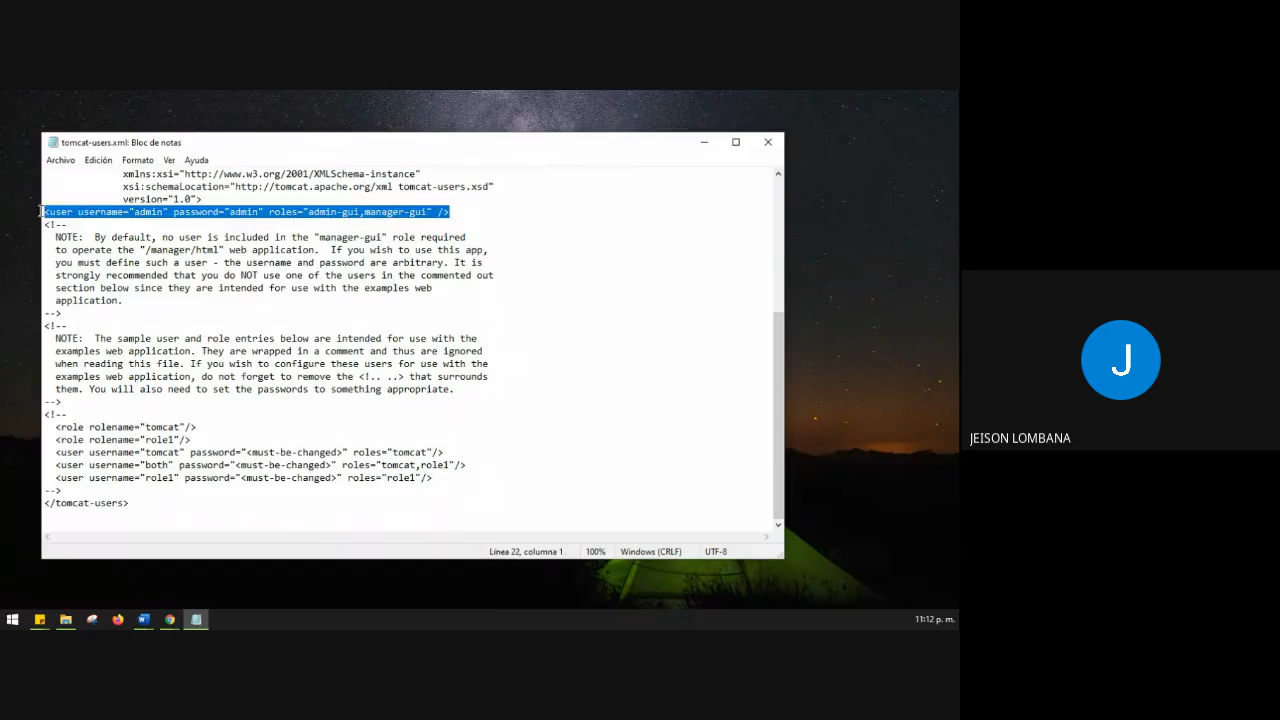 tomcat-users.xml: Bloc de notas
Archivo Edición Formato Ver Ayuda
xmlns:xsi="http://www.w3.org/2001/XMLSchema-instance"
xsi:schemaLocation="http://tomcat.apache.org/xml tomcat-users.xsd"
version="1.0">
<user username="admin" password="admin" roles="admin-gui,manager-gui" />
<!--
NOTE:  By default, no user is included in the "manager-gui" role required
to operate the "/manager/html" web application.  If you wish to use this app,
you must define such a user - the username and password are arbitrary. It is
strongly recommended that you do NOT use one of the users in the commented out
section below since they are intended for use with the examples web
application.
-->
<!--
NOTE:  The sample user and role entries below are intended for use with the
examples web application. They are wrapped in a comment and thus are ignored
when reading this file. If you wish to configure these users for use with the
examples web application, do not forget to remove the <!.. ..> that surrounds
them. You will also need to set the passwords to something appropriate.
-->
<!--
<role rolename="tomcat"/>
<role rolename="role1"/>
<user username="tomcat" password="<must-be-changed>" roles="tomcat"/>
<user username="both" password="<must-be-changed>" roles="tomcat,role1"/>
<user username="role1" password="<must-be-changed>" roles="role1"/>
-->
</tomcat-users>
Línea 22, columna 1 100% Windows (CRLF) UTF-8
11:12 p. m.
J
JEISON LOMBANA